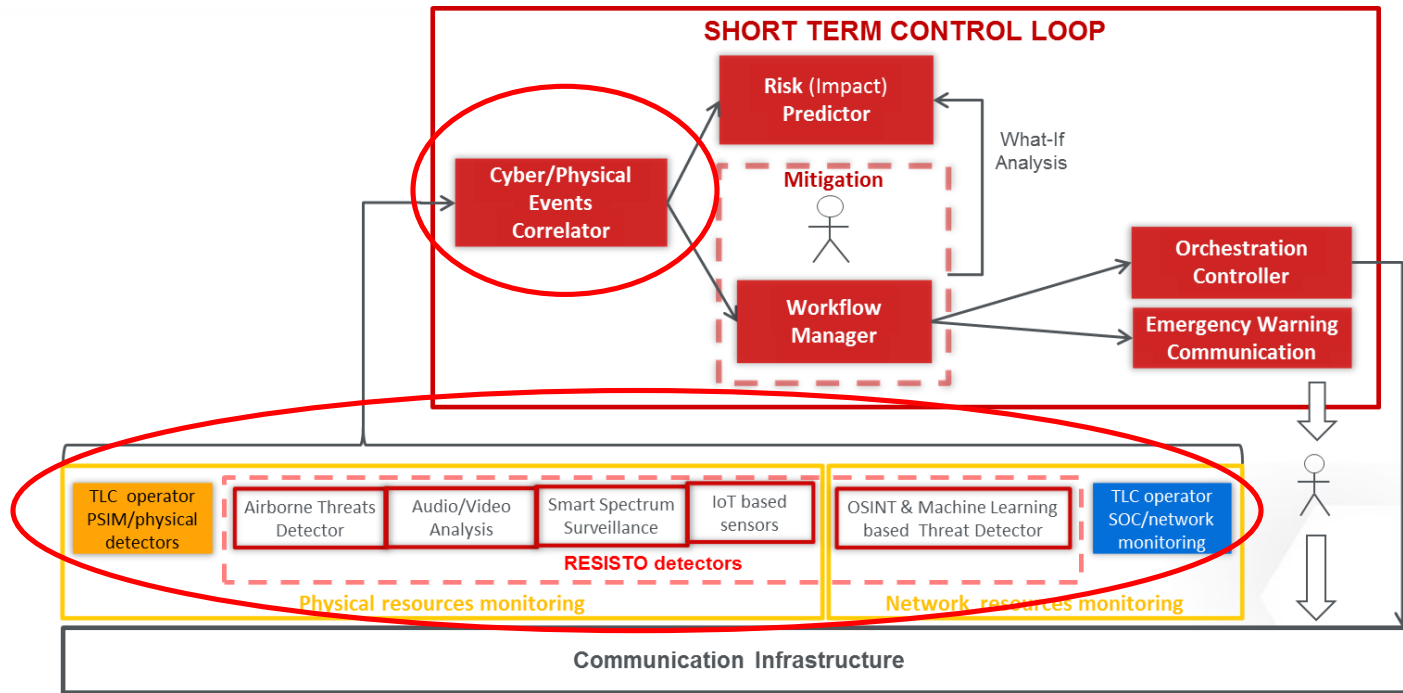 SHORT TERM CONTROL LOOP
Risk (Impact)
Predictor
What-If
Analysis
Cyber/Physical
Events
Correlator
Mitigation
Workflow
Manager
Orchestration
Controller
Emergency Warning
Communication
TLC operator
PSIM/physical
detectors
Airborne Threats
Detector
Audio/Video
Analysis
Smart Spectrum
Surveillance
IoT based
sensors
OSINT & Machine Learning
based Threat Detector
TLC operator
SOC/network
monitoring
RESISTO detectors
Physical resources monitoring
Network resources monitoring
Communication Infrastructure